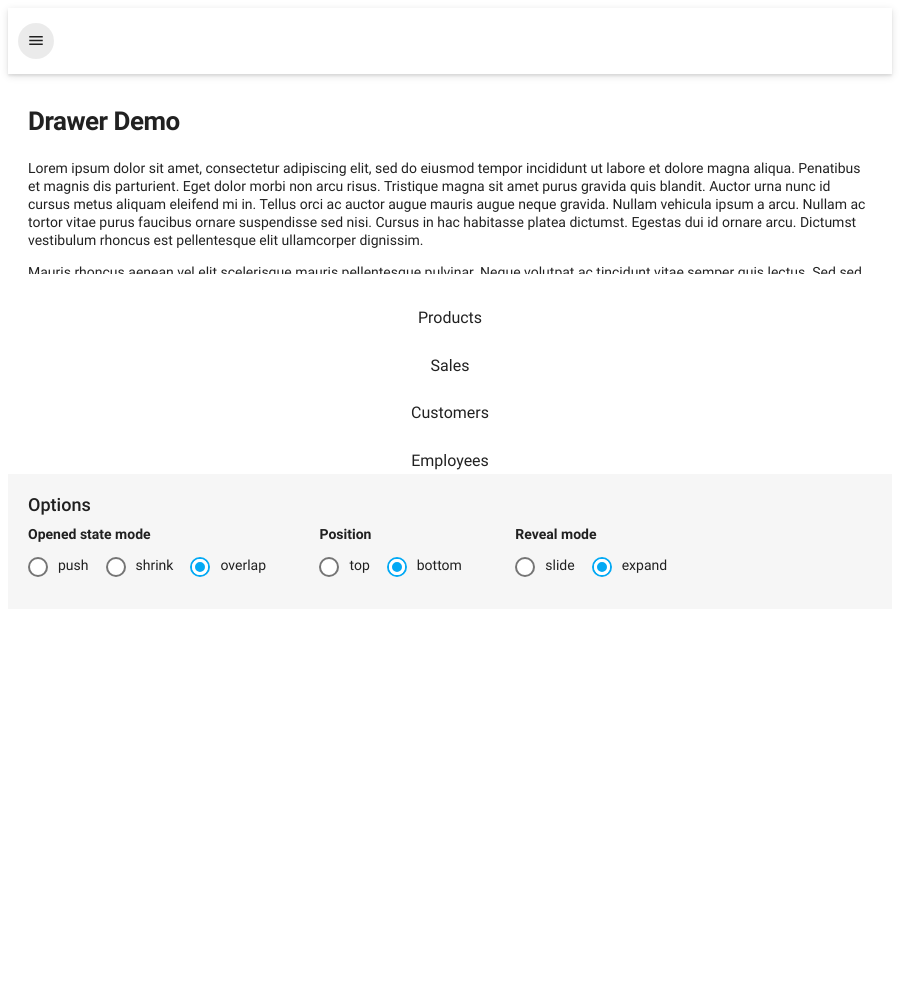 Drawer Demo
Lorem ipsum dolor sit amet, consectetur adipiscing elit, sed do eiusmod tempor incididunt ut labore et dolore magna aliqua. Penatibus
et magnis dis parturient. Eget dolor morbi non arcu risus. Tristique magna sit amet purus gravida quis blandit. Auctor urna nunc id
cursus metus aliquam eleifend mi in. Tellus orci ac auctor augue mauris augue neque gravida. Nullam vehicula ipsum a arcu. Nullam ac
tortor vitae purus faucibus ornare suspendisse sed nisi. Cursus in hac habitasse platea dictumst. Egestas dui id ornare arcu. Dictumst
vestibulum rhoncus est pellentesque elit ullamcorper dignissim.
Mauris rhoncus aenean vel elit scelerisque mauris pellentesque pulvinar. Neque volutpat ac tincidunt vitae semper quis lectus. Sed sed
Products
Sales
Customers
Employees
Options
Opened state mode Position Reveal mode
push shrink overlap top bottom slide expand